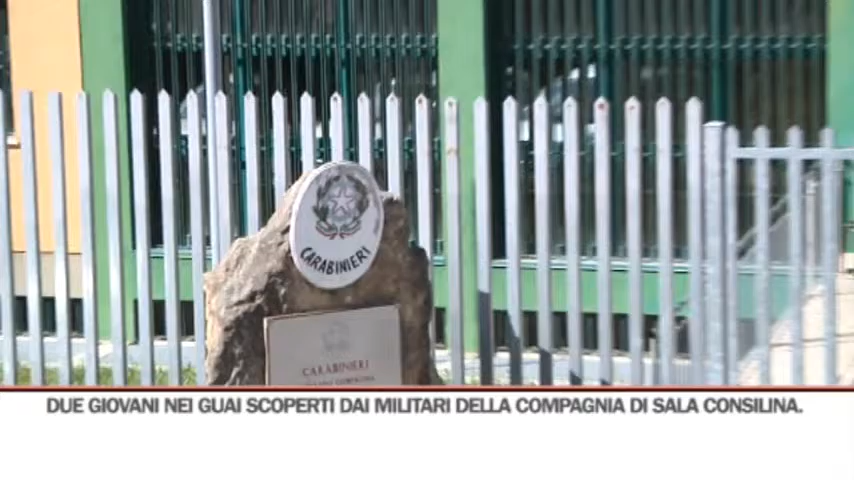 CARABINIERI
CARABINIERI
DUE GIOVANI NEI GUAI SCOPERTI DAI MILITARI DELLA COMPAGNIA DI SALA CONSILINA.